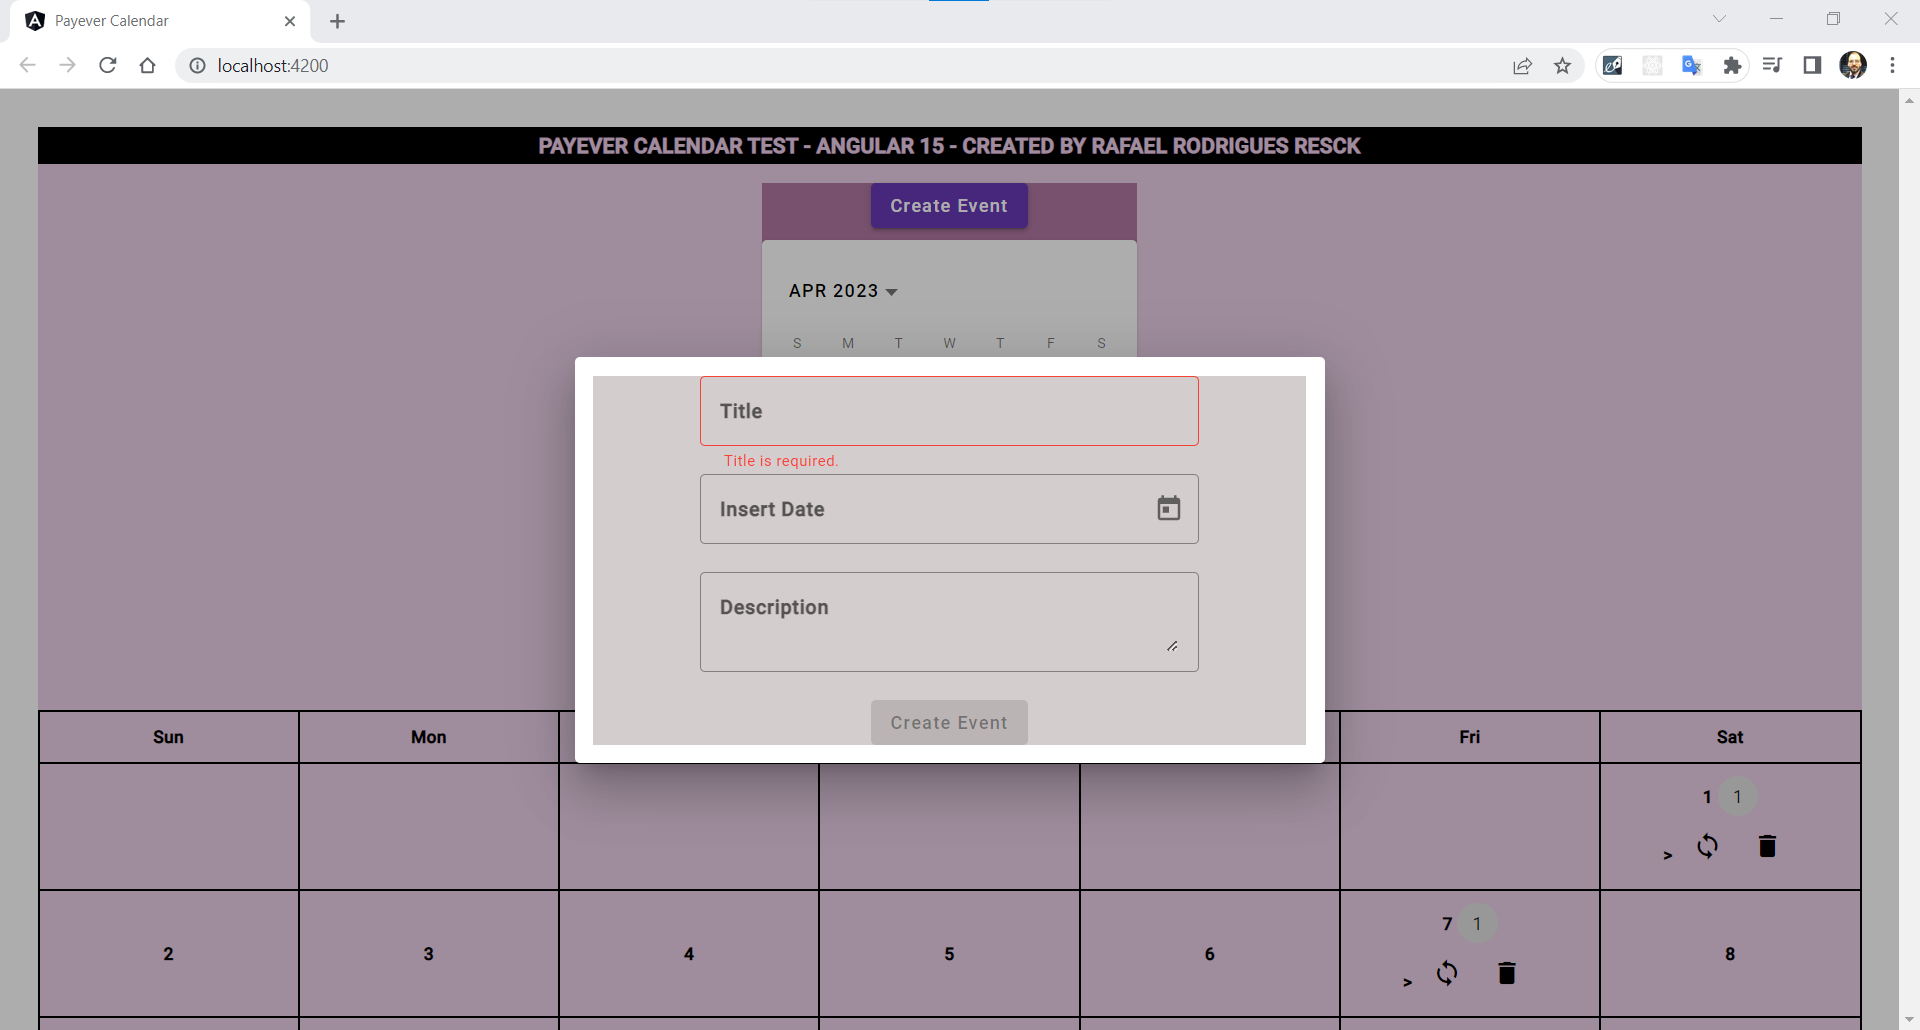 Payever Calendar
localhost:4200
PAYEVER CALENDAR TEST - ANGULAR 15 - CREATED BY RAFAEL RODRIGUES RESCK
Create Event
APR 2023
S M T W T F S
Title
Title is required.
Insert Date
Description
Create Event
Sun Mon Fri Sat
1 1
>
7 1
2 3 4 5 6 8
>